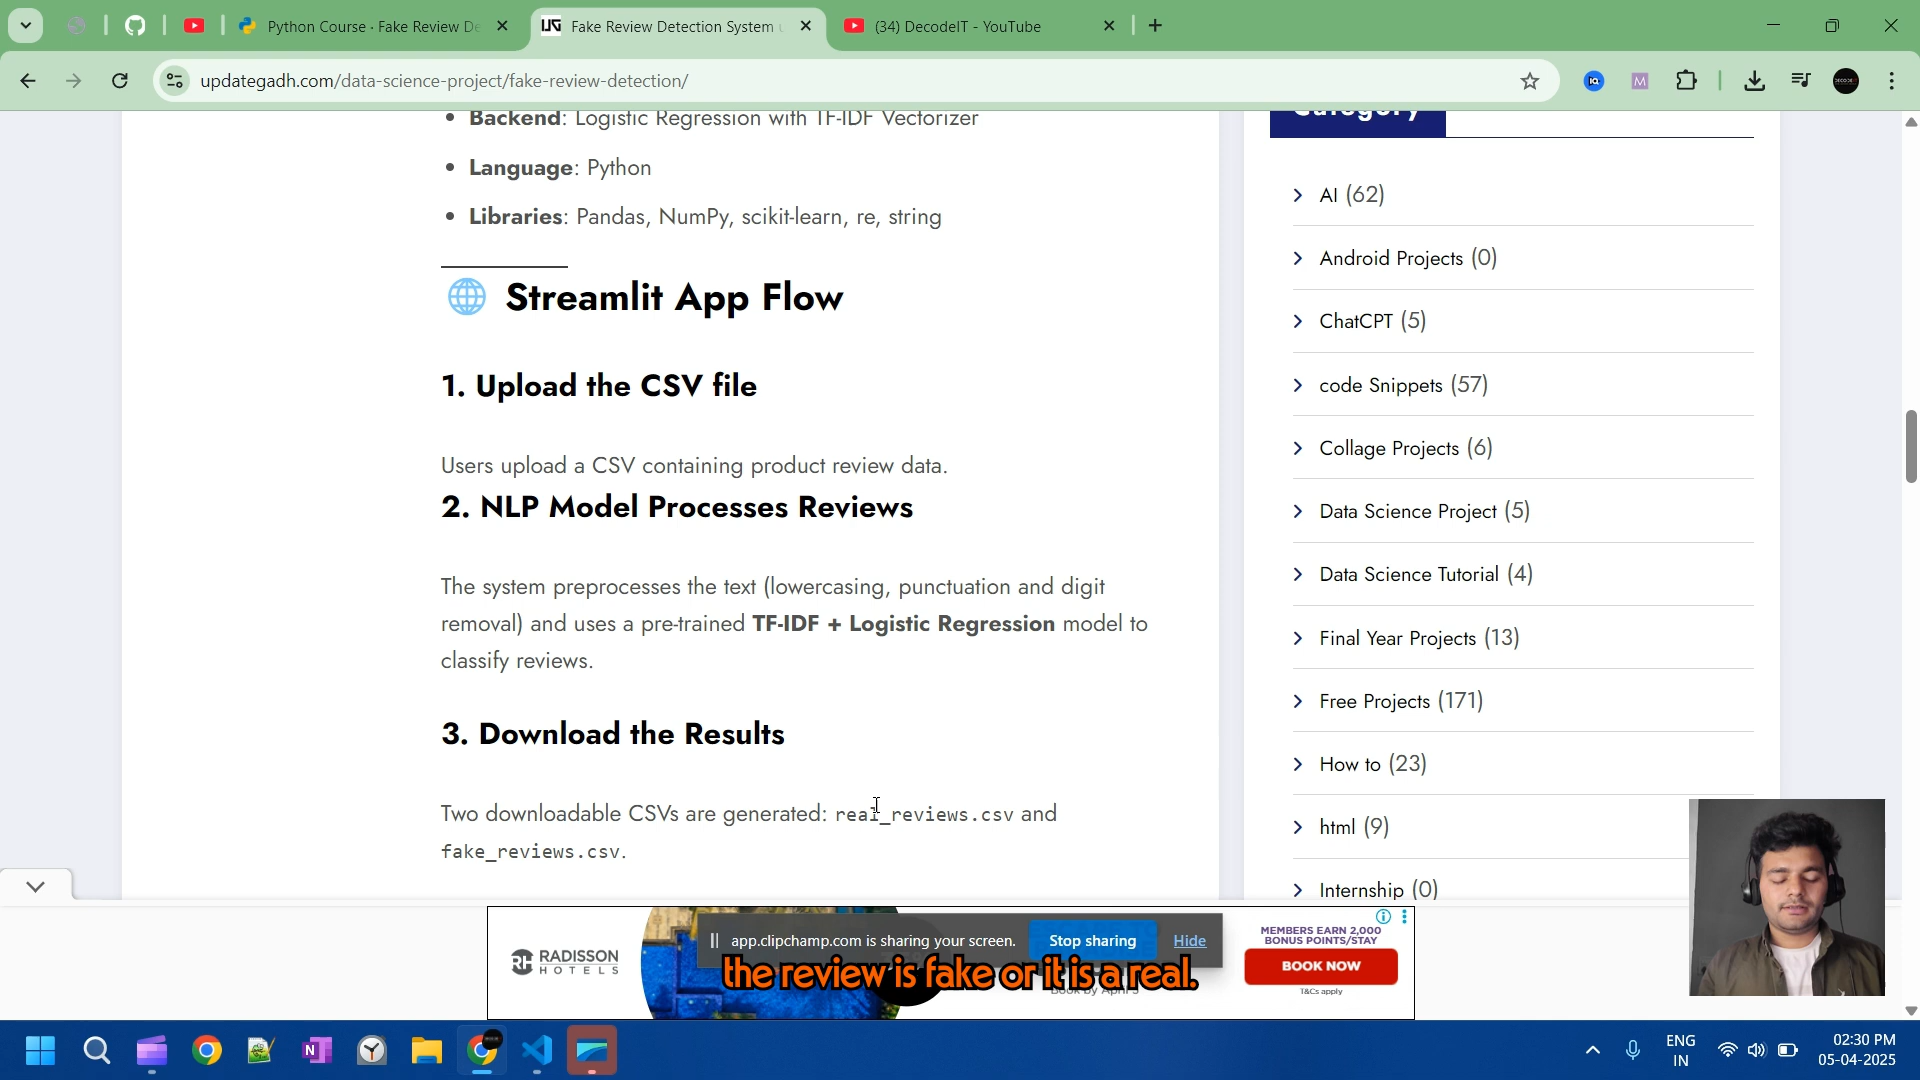 Python Course · Fake Review De
Fake Review Detection System u
(34) DecodeIT - YouTube
updategadh.com/data-science-project/fake-review-detection/
Backend: Logistic Regression with TF-IDF Vectorizer
Language: Python
Libraries: Pandas, NumPy, scikit-learn, re, string
Streamlit App Flow
1. Upload the CSV file
Users upload a CSV containing product review data.
2. NLP Model Processes Reviews
The system preprocesses the text (lowercasing, punctuation and digit
removal) and uses a pre-trained TF-IDF + Logistic Regression model to
classify reviews.
3. Download the Results
Two downloadable CSVs are generated: real_reviews.csv and
fake_reviews.csv.
Category
AI (62)
Android Projects (0)
ChatCPT (5)
code Snippets (57)
Collage Projects (6)
Data Science Project (5)
Data Science Tutorial (4)
Final Year Projects (13)
Free Projects (171)
How to (23)
html (9)
Internship (0)
RADISSON
HOTELS
app.clipchamp.com is sharing your screen.
Stop sharing
Hide
MEMBERS EARN 2,000
BONUS POINTS/STAY
BOOK NOW
T&Cs apply
the review is fake or it is a real.
ENG
IN
02:30 PM
05-04-2025